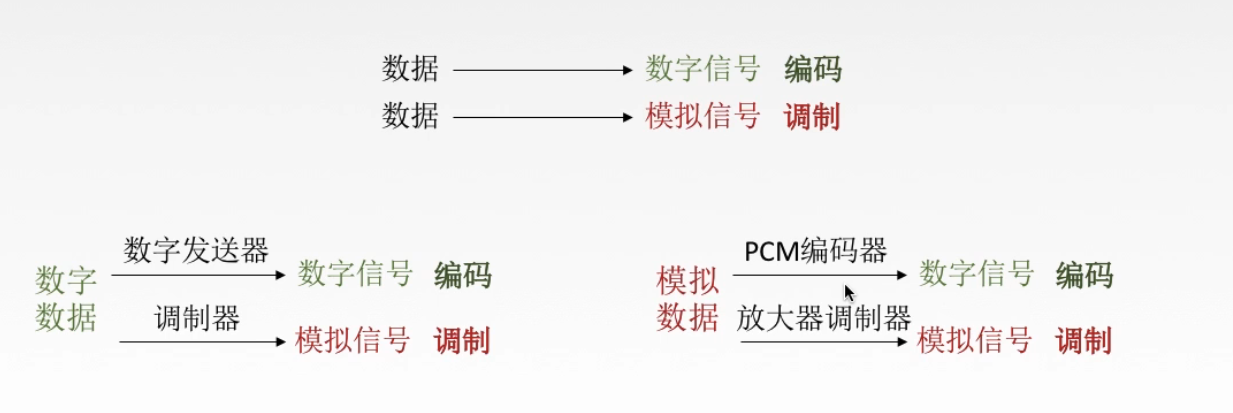 数据 数字信号 编码
数据 模拟信号 调制
数字发送器
数字数据
数字信号 编码
调制器
模拟信号 调制
PCM编码器
模拟数据
数字信号 编码
放大器调制器
模拟信号 调制